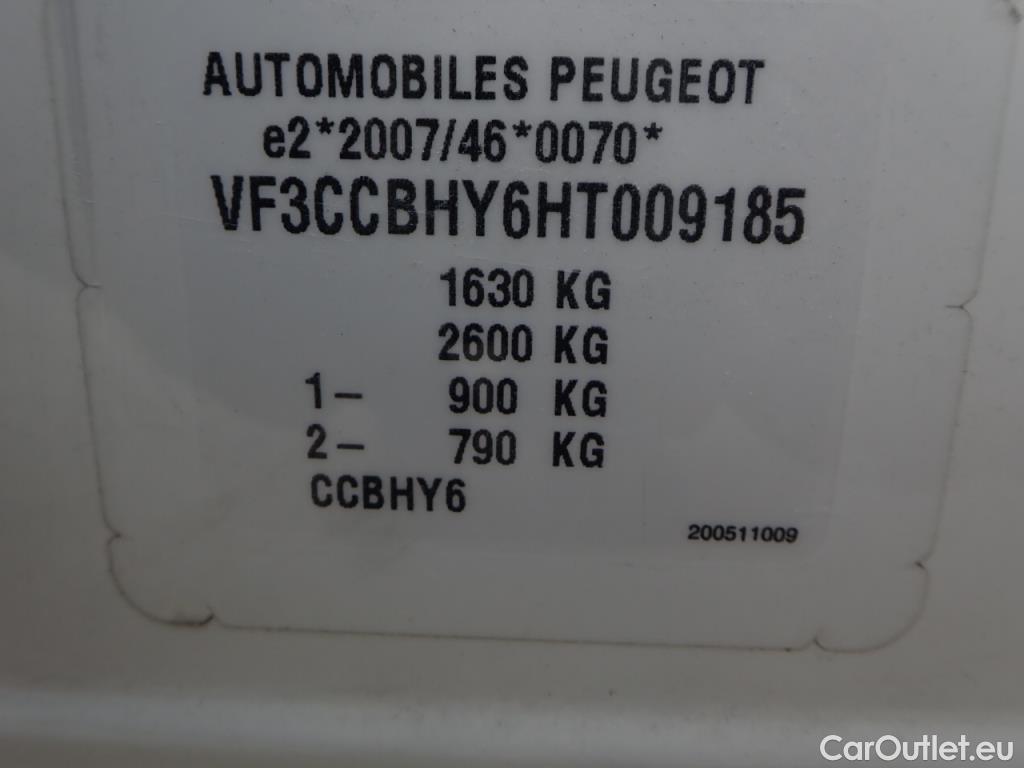 AUTOMOBILES PEUGEOT
e2*2007/46*0070*
VF3CCBHY6HT009185
1630 KG
2600 KG
1– 900 KG
2– 790 KG
CCBHY6
200511009
CarOutlet.eu